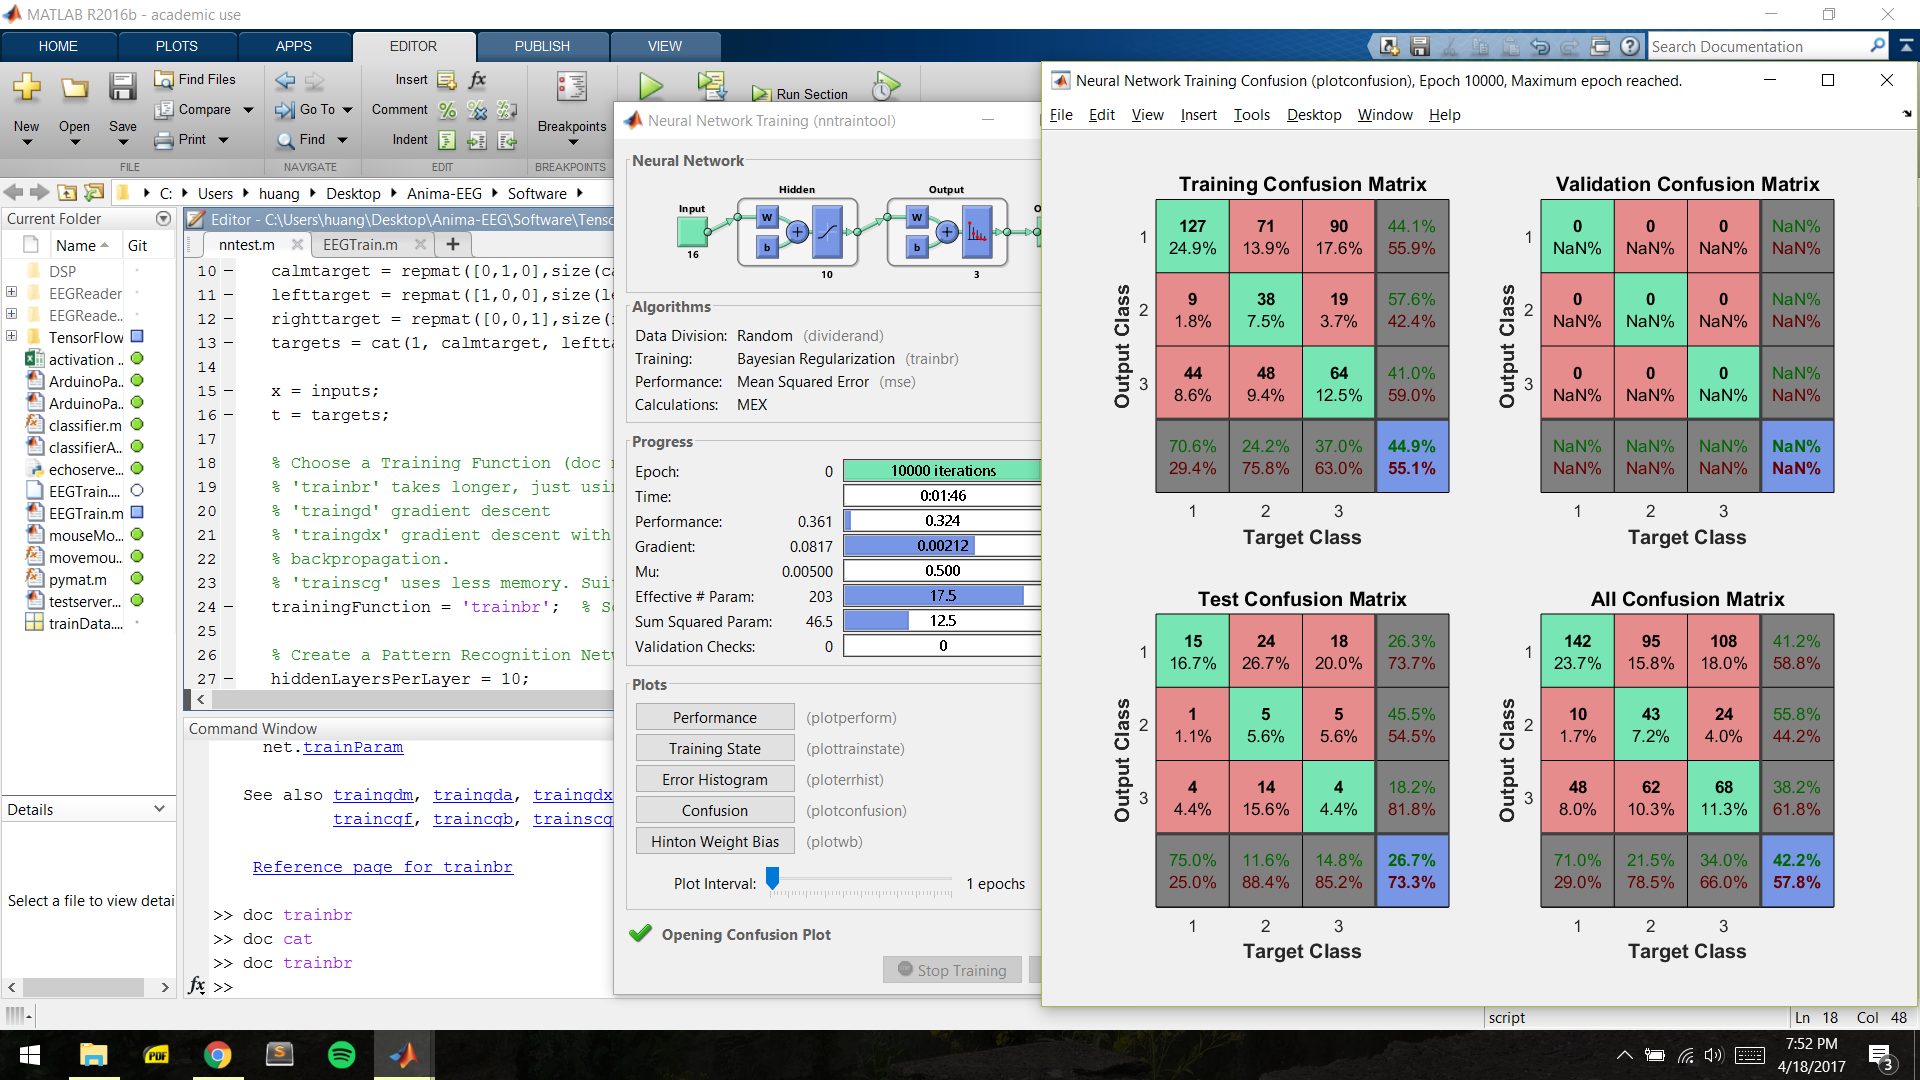 MATLAB R2016b - academic use
HOME
PLOTS
APPS
EDITOR
PUBLISH
VIEW
Search Documentation
New
Open
Save
Find Files
Compare
Print
Go To
Find
Insert
Comment
Indent
Breakpoints
Run Section
FILE
NAVIGATE
EDIT
BREAKPOINTS
C:
Users
huang
Desktop
Anima-EEG
Software
Current Folder
Name
Git
DSP
EEGReader
EEGReade..
TensorFlow
activation
ArduinoPa..
ArduinoPa..
classifier.m
classifierA...
echoserve...
EEGTrain....
EEGTrain.m
mouseMo...
movemou...
pymat.m
testserver...
trainData....
Details
Select a file to view detai
Editor - C:\Users\huang\Desktop\Anima-EEG\Software\Tenso
nntest.m
EEGTrain.m
10 – calmtarget = repmat([0,1,0],size(ca
11 – lefttarget = repmat([1,0,0],size(le
12 – righttarget = repmat([0,0,1],size(
13 – targets = cat(1, calmtarget, leftta
14
15 – x = inputs;
16 – t = targets;
17
18 % Choose a Training Function (doc
19 % 'trainbr' takes longer, just usin
20 % 'traingd' gradient descent
21 % 'traingdx' gradient descent with
22 % backpropagation.
23 % 'trainscg' uses less memory. Suit
24 – trainingFunction = 'trainbr'; % Sc
25
26 % Create a Pattern Recognition Net
27 – hiddenLayersPerLayer = 10;
Command Window
net.trainParam
See also traingdm, traingda, traingdx
traincgf, traincgb, trainscg
Reference page for trainbr
>> doc trainbr
>> doc cat
>> doc trainbr
fx >>
Neural Network Training (nntraintool)
Neural Network
Hidden
Output
Input
W
b
W
b
16
10
3
Algorithms
Data Division: Random (dividerand)
Training: Bayesian Regularization (trainbr)
Performance: Mean Squared Error (mse)
Calculations: MEX
Progress
Epoch: 0 10000 iterations
Time: 0:01:46
Performance: 0.361 0.324
Gradient: 0.0817 0.00212
Mu: 0.00500 0.500
Effective # Param: 203 17.5
Sum Squared Param: 46.5 12.5
Validation Checks: 0 0
Plots
Performance (plotperform)
Training State (plottrainstate)
Error Histogram (ploterrhist)
Confusion (plotconfusion)
Hinton Weight Bias (plotwb)
Plot Interval: 1 epochs
Opening Confusion Plot
Stop Training
Neural Network Training Confusion (plotconfusion), Epoch 10000, Maximum epoch reached.
File Edit View Insert Tools Desktop Window Help
Training Confusion Matrix
127 71 90 44.1%
1
24.9% 13.9% 17.6% 55.9%
9 38 19 57.6%
2
1.8% 7.5% 3.7% 42.4%
44 48 64 41.0%
3
8.6% 9.4% 12.5% 59.0%
70.6% 24.2% 37.0% 44.9%
29.4% 75.8% 63.0% 55.1%
1 2 3
Target Class
Output Class
Validation Confusion Matrix
0 0 0 NaN%
1
NaN% NaN% NaN% NaN%
0 0 0 NaN%
2
NaN% NaN% NaN% NaN%
0 0 0 NaN%
3
NaN% NaN% NaN% NaN%
NaN% NaN% NaN% NaN%
NaN% NaN% NaN% NaN%
1 2 3
Target Class
Output Class
Test Confusion Matrix
15 24 18 26.3%
1
16.7% 26.7% 20.0% 73.7%
1 5 5 45.5%
2
1.1% 5.6% 5.6% 54.5%
4 14 4 18.2%
3
4.4% 15.6% 4.4% 81.8%
75.0% 11.6% 14.8% 26.7%
25.0% 88.4% 85.2% 73.3%
1 2 3
Target Class
Output Class
All Confusion Matrix
142 95 108 41.2%
1
23.7% 15.8% 18.0% 58.8%
10 43 24 55.8%
2
1.7% 7.2% 4.0% 44.2%
48 62 68 38.2%
3
8.0% 10.3% 11.3% 61.8%
71.0% 21.5% 34.0% 42.2%
29.0% 78.5% 66.0% 57.8%
1 2 3
Target Class
Output Class
script
Ln 18 Col 48
PDF
7:52 PM
4/18/2017
3